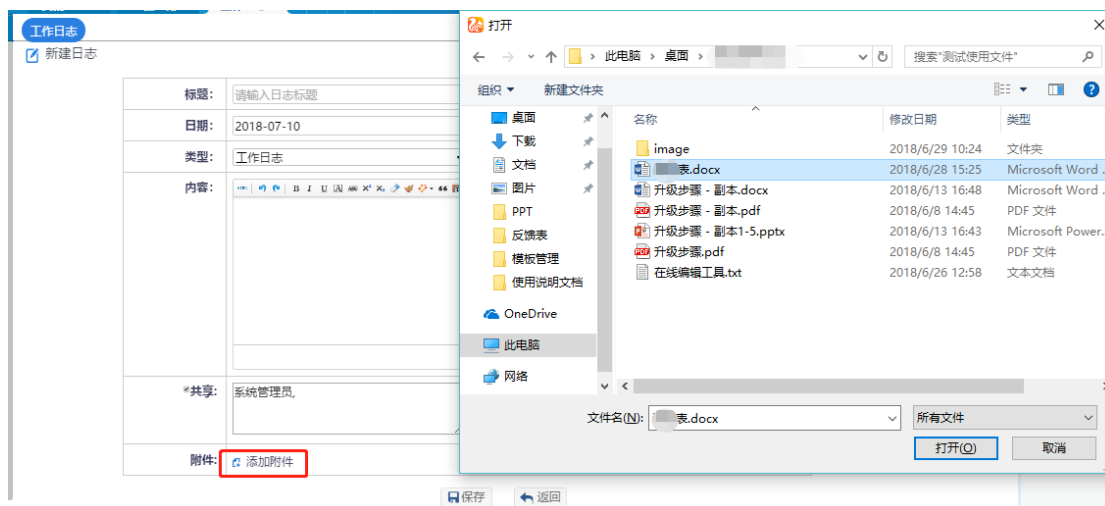 工作日志
新建日志
标题:
请输入日志标题
日期:
2018-07-10
类型:
工作日志
内容:
HTML B I U ABC X² X₂
*共享:
系统管理员,
附件:
添加附件
保存
返回
打开
此电脑 › 桌面 ›
搜索"测试使用文件"
组织
新建文件夹
桌面
下载
文档
图片
PPT
反馈表
模板管理
使用说明文档
OneDrive
此电脑
网络
名称 修改日期 类型
image 2018/6/29 10:24 文件夹
表.docx 2018/6/28 15:25 Microsoft Word .
升级步骤 - 副本.docx 2018/6/13 16:48 Microsoft Word .
升级步骤 - 副本.pdf 2018/6/8 14:45 PDF 文件
升级步骤 - 副本1-5.pptx 2018/6/13 16:43 Microsoft Power.
升级步骤.pdf 2018/6/8 14:45 PDF 文件
在线编辑工具.txt 2018/6/26 12:58 文本文档
文件名(N): 表.docx
所有文件
打开(O)
取消